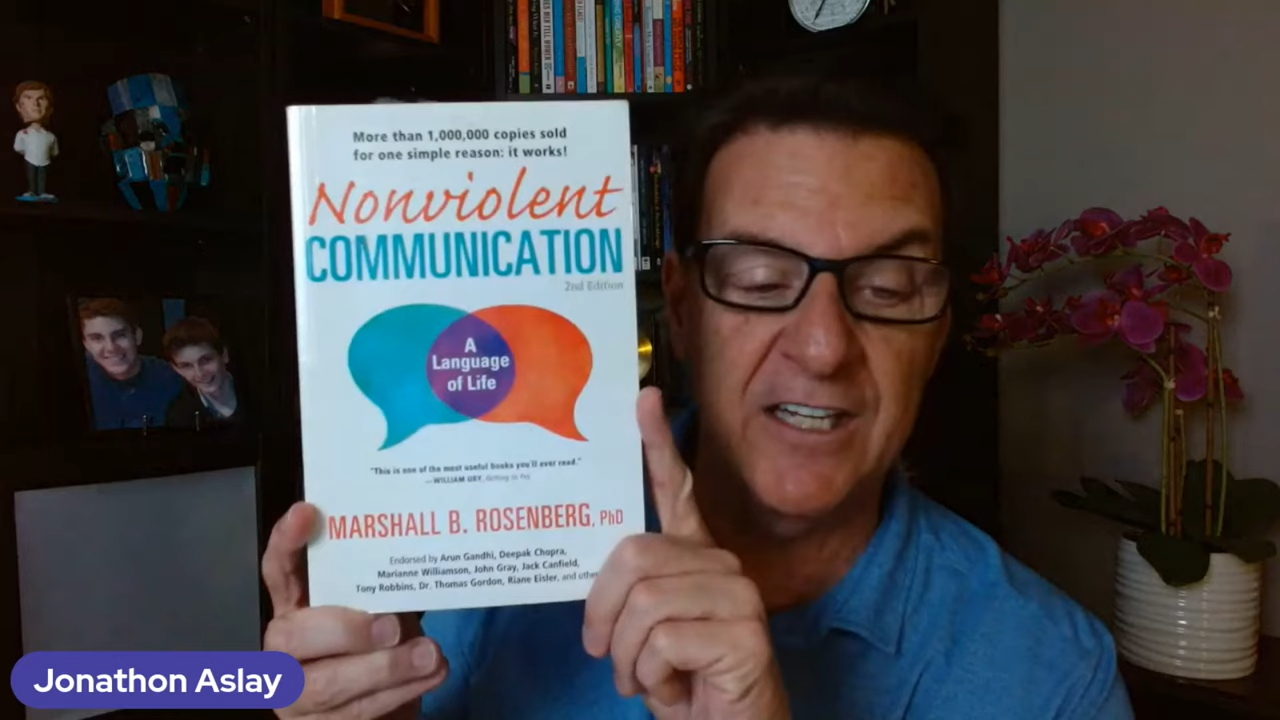 More than 1,000,000 copies sold
for one simple reason: it works!
Nonviolent
COMMUNICATION
2nd Edition
A
Language
of Life
"This is one of the most useful books you'll ever read."
—WILLIAM URY, Getting to Yes
MARSHALL B. ROSENBERG, PhD
Endorsed by Arun Gandhi, Deepak Chopra,
Marianne Williamson, John Gray, Jack Canfield,
Tony Robbins, Dr. Thomas Gordon, Riane Eisler, and
Jonathon Aslay